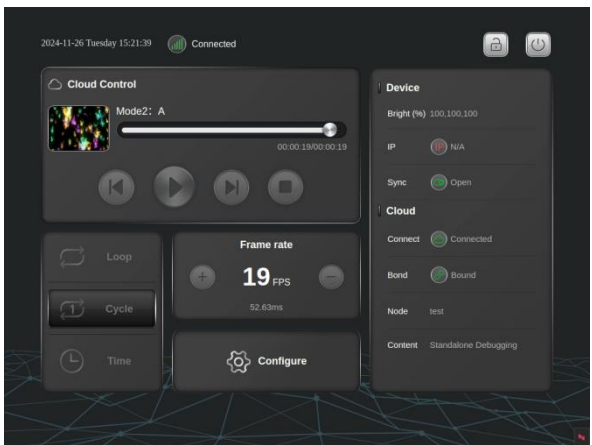 2024-11-26 Tuesday 15:21:39 Connected
Cloud Control
Mode2: A
00:00:19/00:00:19
Loop
1 Cycle
Time
Frame rate
+ 19 FPS −
52.63ms
Configure
Device
Bright (%) 100,100,100
IP IP N/A
Sync Open
Cloud
Connect Connected
Bond Bound
Node test
Content Standalone Debugging